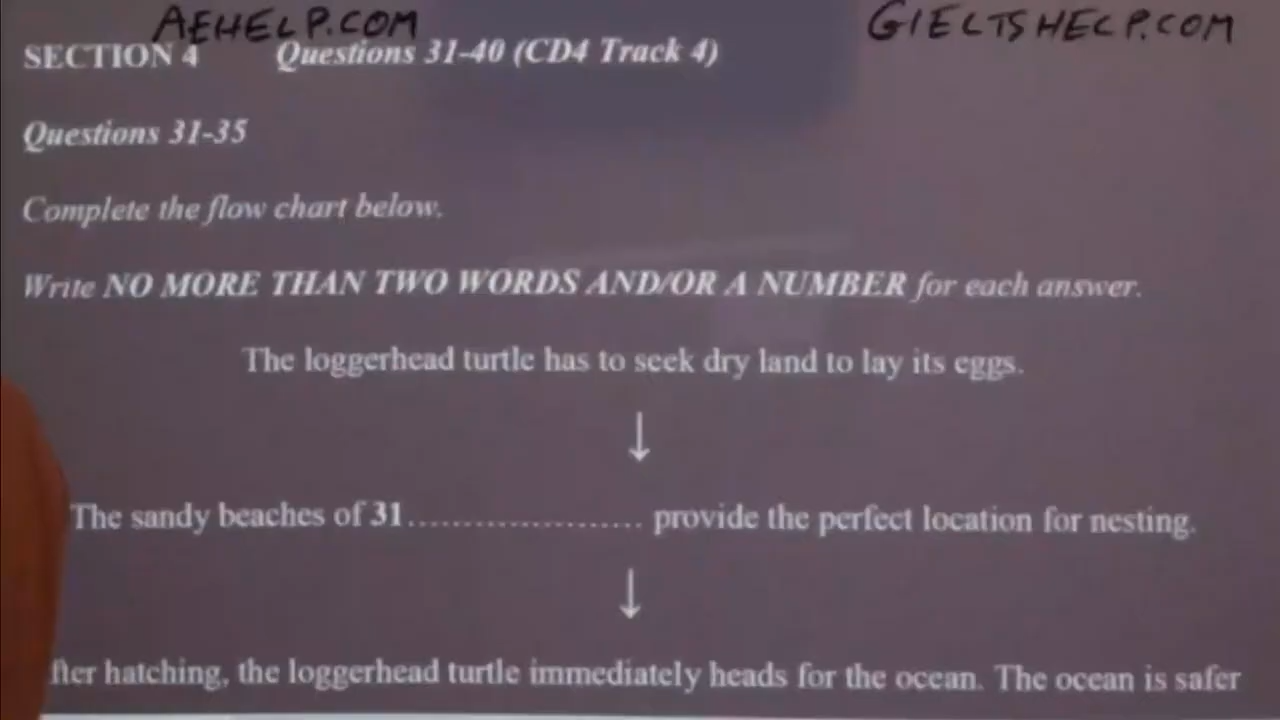 AEHELP.COM GIELTSHELP.COM
SECTION 4 Questions 31-40 (CD4 Track 4)
Questions 31-35
Complete the flow chart below.
Write NO MORE THAN TWO WORDS AND/OR A NUMBER for each answer.
The loggerhead turtle has to seek dry land to lay its eggs.
↓
The sandy beaches of 31...................... provide the perfect location for nesting.
↓
fter hatching, the loggerhead turtle immediately heads for the ocean. The ocean is safer